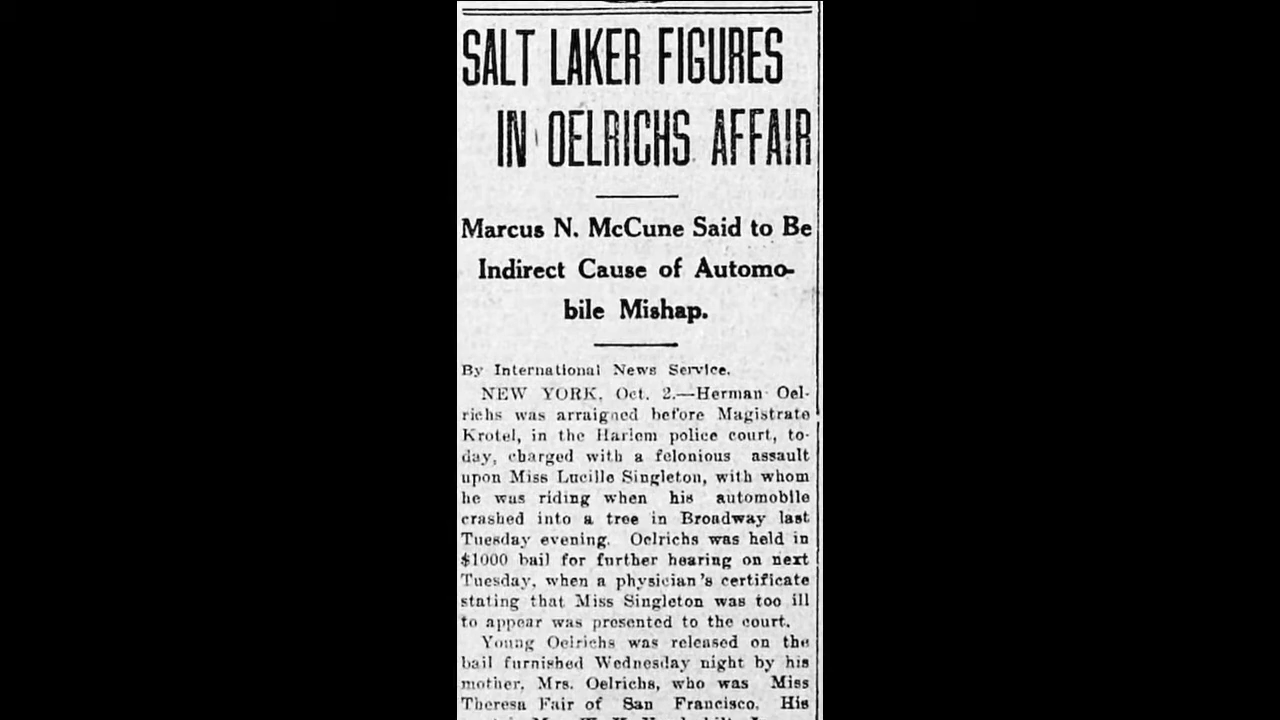 SALT LAKER FIGURES
IN OELRICHS AFFAIR
Marcus N. McCune Said to Be
Indirect Cause of Automo-
bile Mishap.
By International News Service.
NEW YORK, Oct. 2.—Herman Oel-
richs was arraigned before Magistrate
Krotel, in the Harlem police court, to-
day, charged with a felonious assault
upon Miss Lucille Singleton, with whom
he was riding when his automobile
crashed into a tree in Broadway last
Tuesday evening. Oelrichs was held in
$1000 bail for further hearing on next
Tuesday, when a physician's certificate
stating that Miss Singleton was too ill
to appear was presented to the court.
Young Oelrichs was released on the
bail furnished Wednesday night by his
mother, Mrs. Oelrichs, who was Miss
Theresa Fair of San Francisco. His